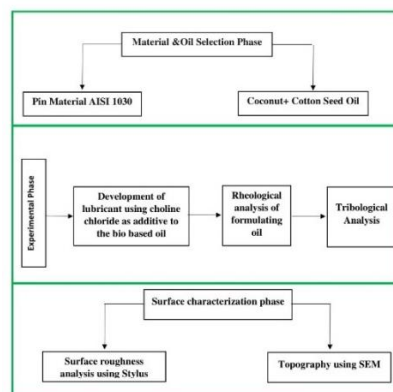 Material &Oil Selection Phase
Pin Material AISI 1030
Coconut+ Cotton Seed Oil
Experimental Phase
Development of
lubricant using choline
chloride as additive to
the bio based oil
Rheological
analysis of
formulating
oil
Tribological
Analysis
Surface characterization phase
Surface roughness
analysis using Stylus
Topography using SEM